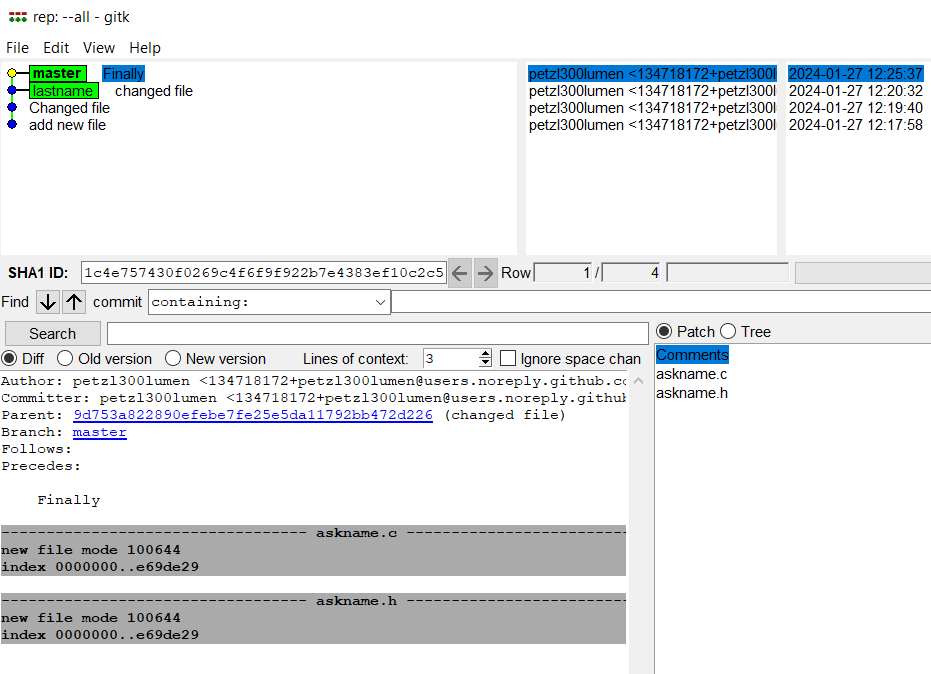 rep: --all - gitk
File Edit View Help
master Finally petzl300lumen <134718172+petzl300l 2024-01-27 12:25:37
lastname changed file petzl300lumen <134718172+petzl300l 2024-01-27 12:20:32
Changed file petzl300lumen <134718172+petzl300l 2024-01-27 12:19:40
add new file petzl300lumen <134718172+petzl300l 2024-01-27 12:17:58
SHA1 ID: 1c4e757430f0269c4f6f9f922b7e4383ef10c2c5 Row 1 / 4
Find commit containing:
Search Patch Tree
Diff Old version New version Lines of context: 3 Ignore space chan
Comments
askname.c
askname.h
Author: petzl300lumen <134718172+petzl300lumen@users.noreply.github.co
Committer: petzl300lumen <134718172+petzl300lumen@users.noreply.github
Parent: 9d753a822890efebe7fe25e5da11792bb472d226 (changed file)
Branch: master
Follows:
Precedes:
Finally
---------------------------------- askname.c -------------------------
new file mode 100644
index 0000000..e69de29
---------------------------------- askname.h -------------------------
new file mode 100644
index 0000000..e69de29